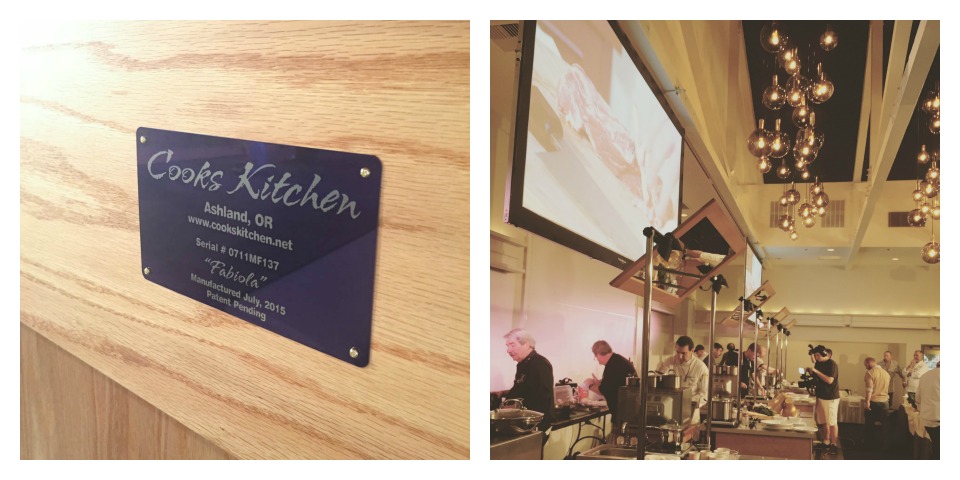 Cooks Kitchen
Ashland, OR
www.cookskitchen.net
Serial # 0711MF137
"Fabiola"
Manufactured July, 2015
Patent Pending